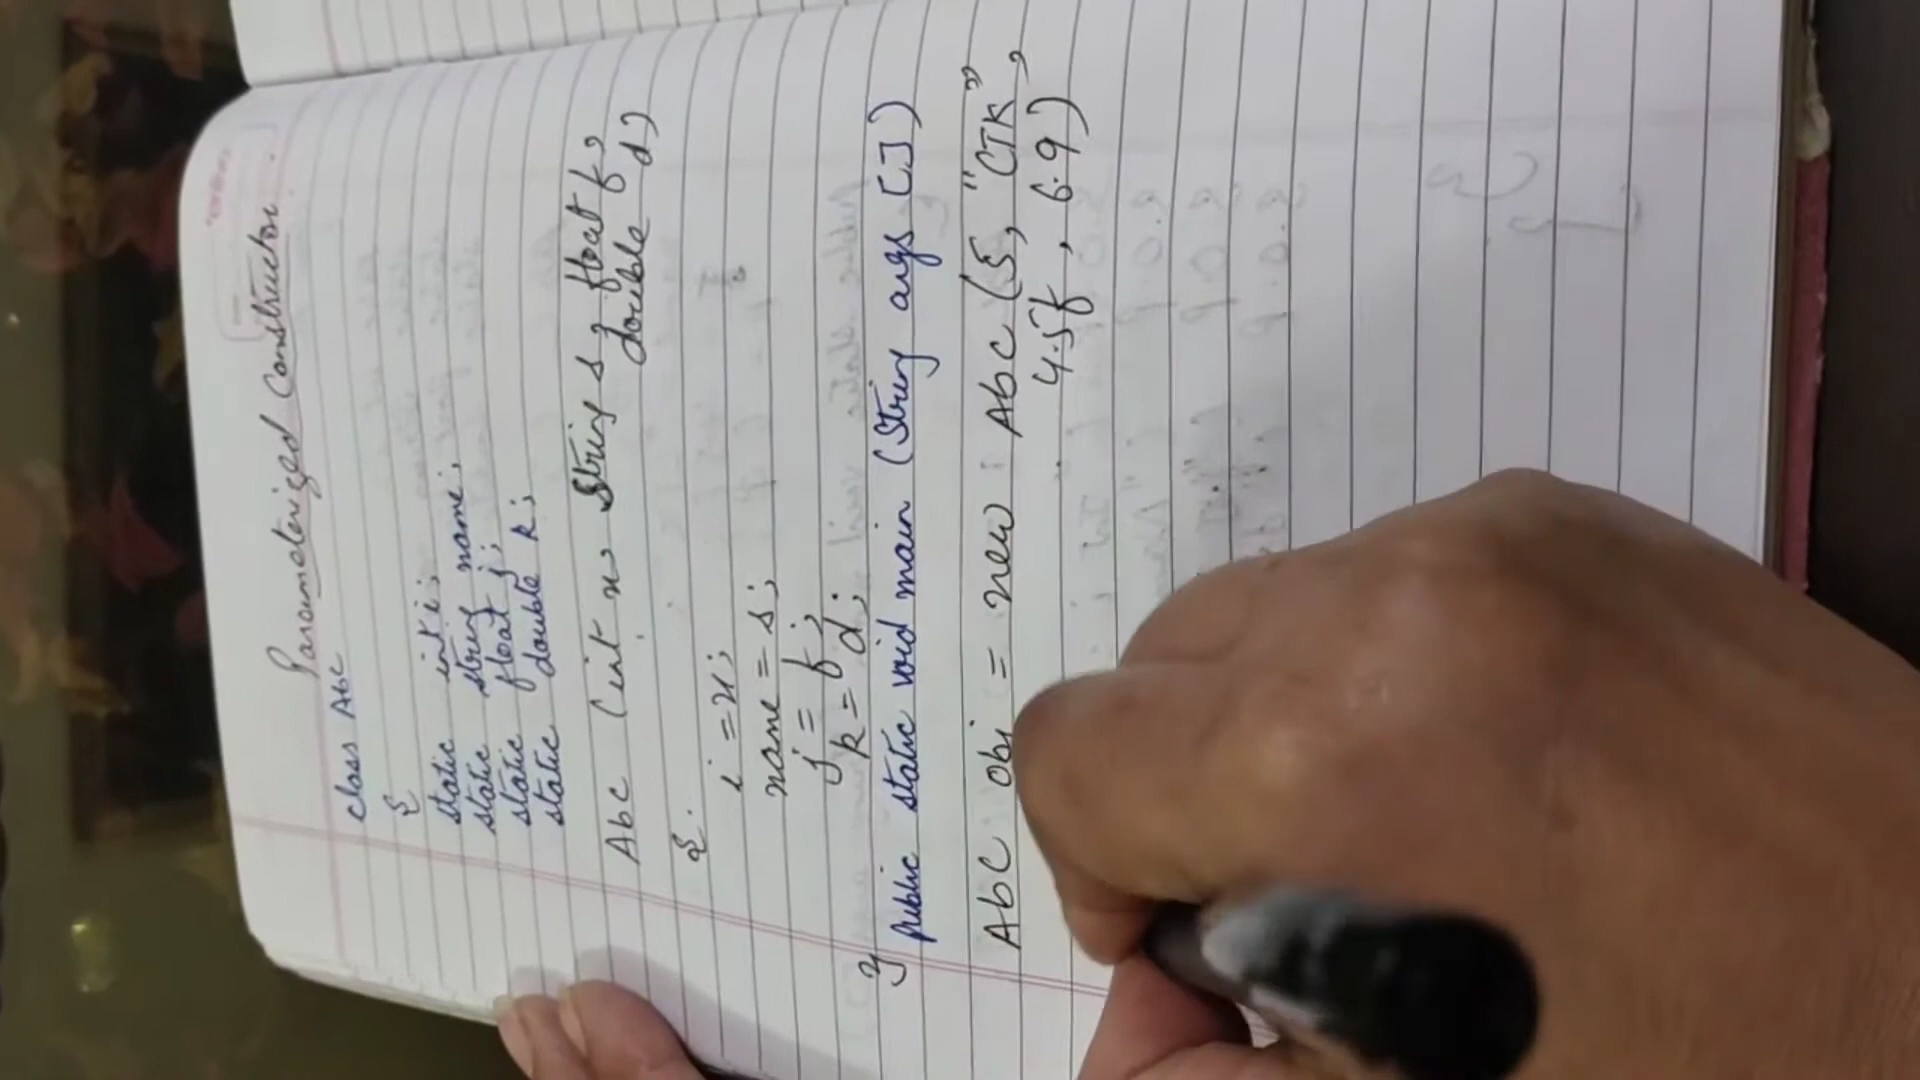 Parameterized Constructor.
class Abc
{
static int i;
static string name;
static float j;
static double k;
Abc (int x, String s, float f,
double d)
{
i = x;
name = s;
j = f;
k = d;
}
public static void main (String args [])
Abc obj = new Abc (5, "CTK",
4.5f, 6.9)